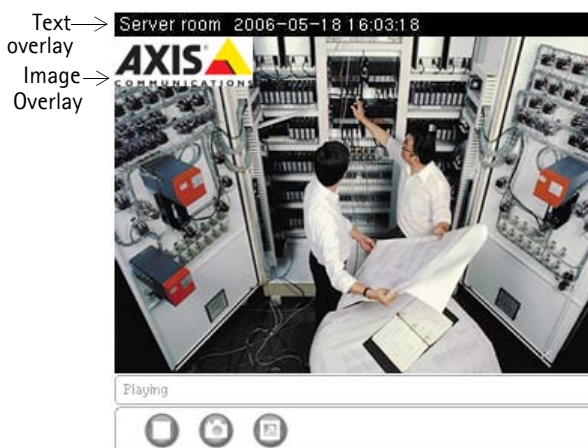 Text
overlay
Image
Overlay
Server room 2006-05-18 16:03:18
AXIS
COMMUNICATIONS
Playing